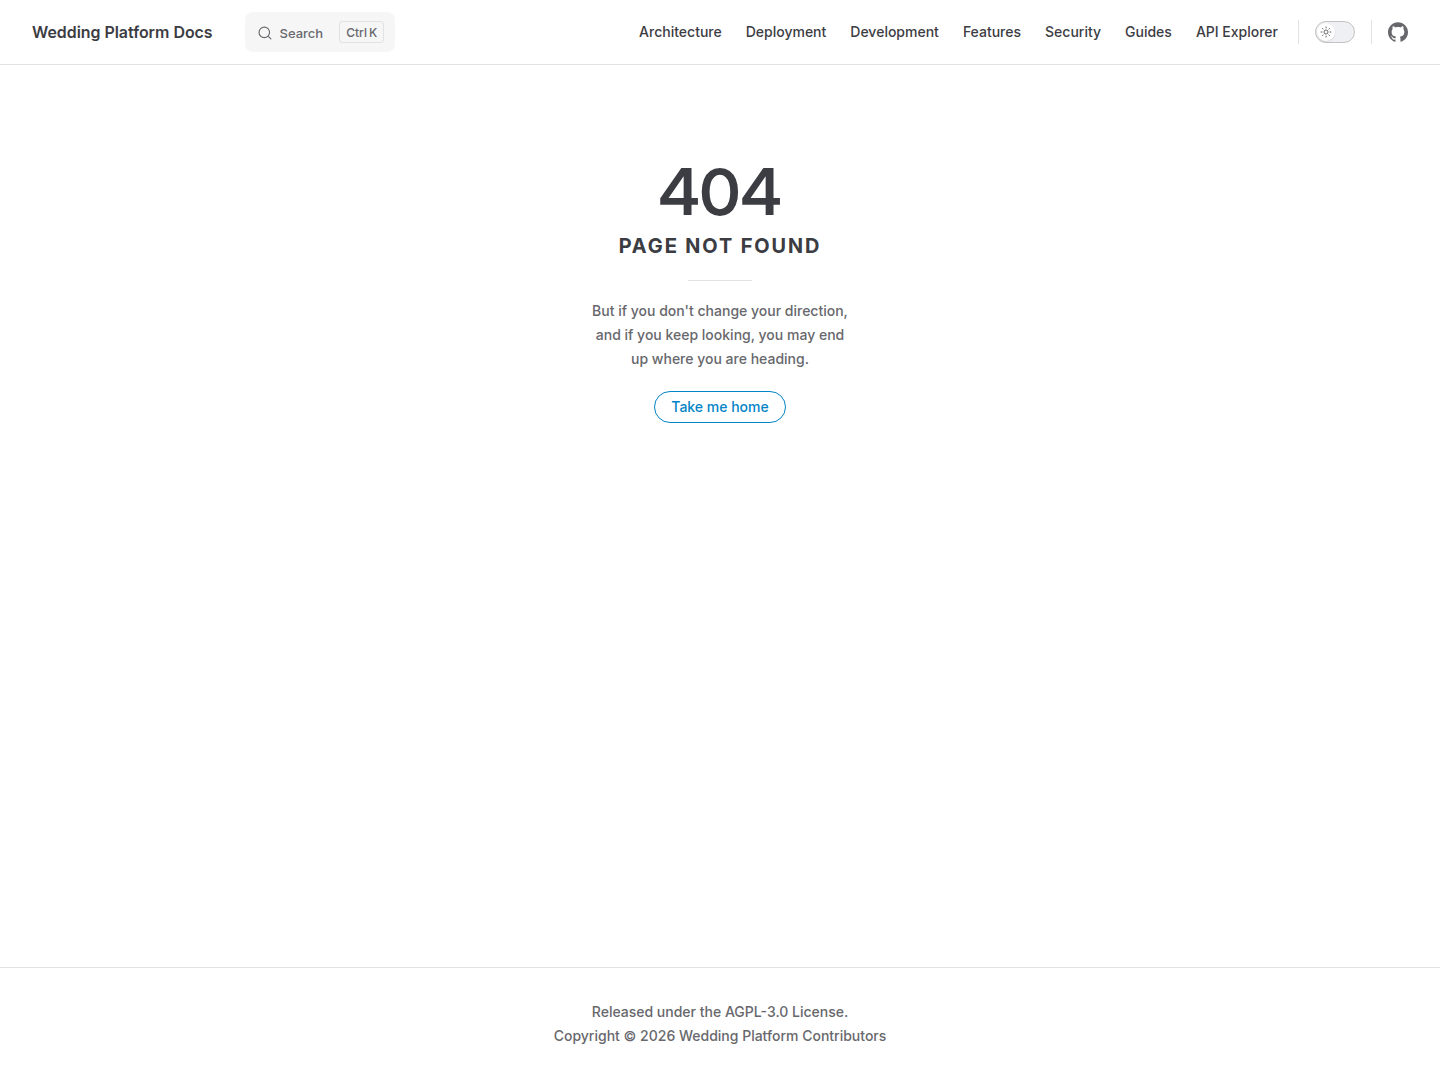 Wedding Platform Docs
Search
Ctrl K
Architecture
Deployment
Development
Features
Security
Guides
API Explorer
404
PAGE NOT FOUND
But if you don't change your direction,
and if you keep looking, you may end
up where you are heading.
Take me home
Released under the AGPL-3.0 License.
Copyright © 2026 Wedding Platform Contributors